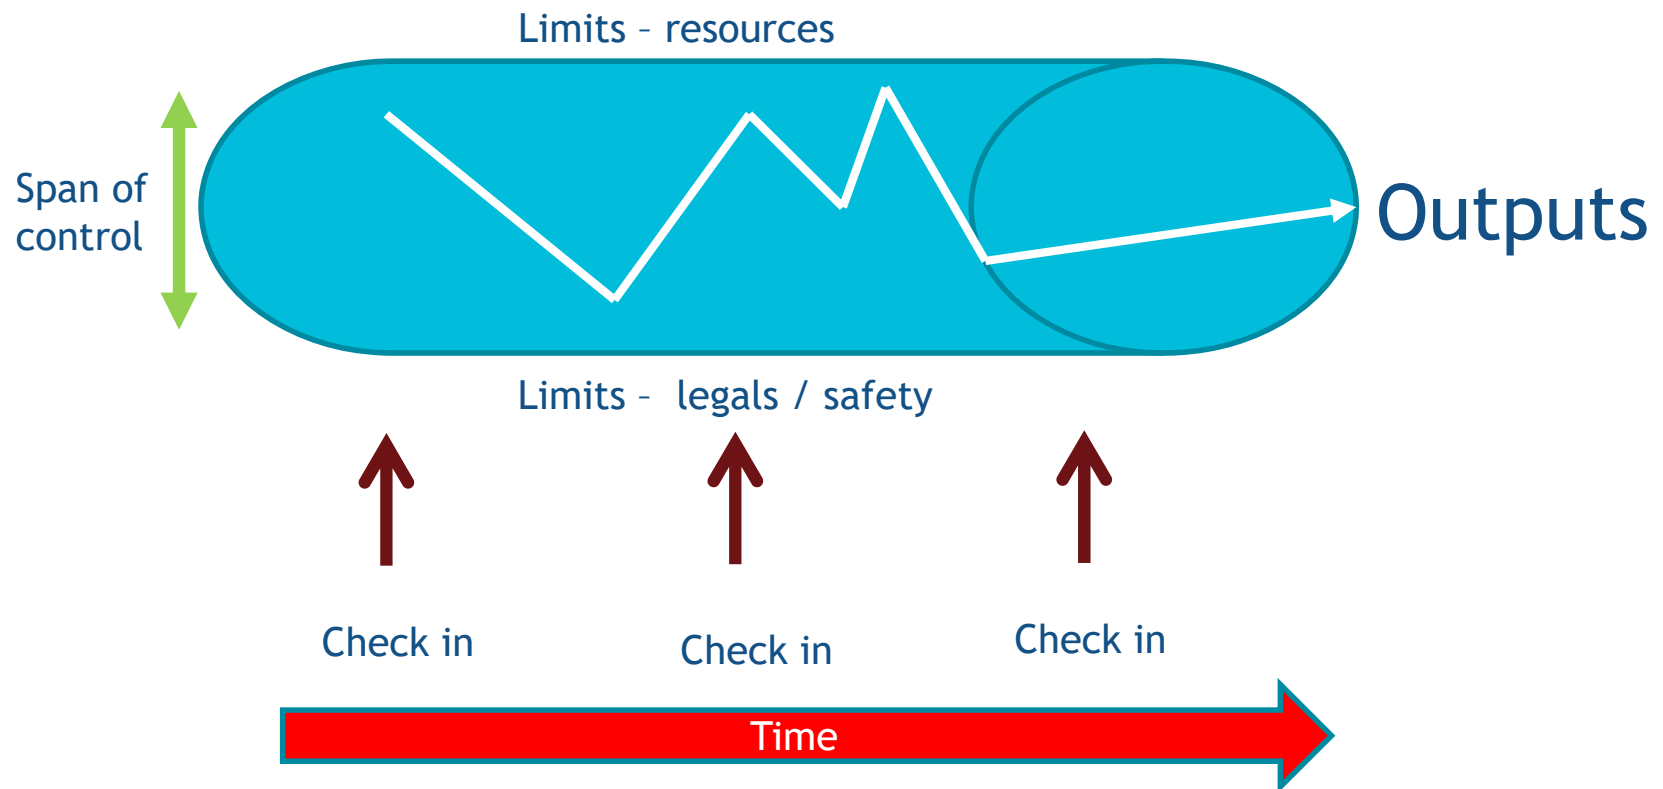 Limits – resources
Span of
control
Outputs
Limits –  legals / safety
Check in
Check in
Check in
Time